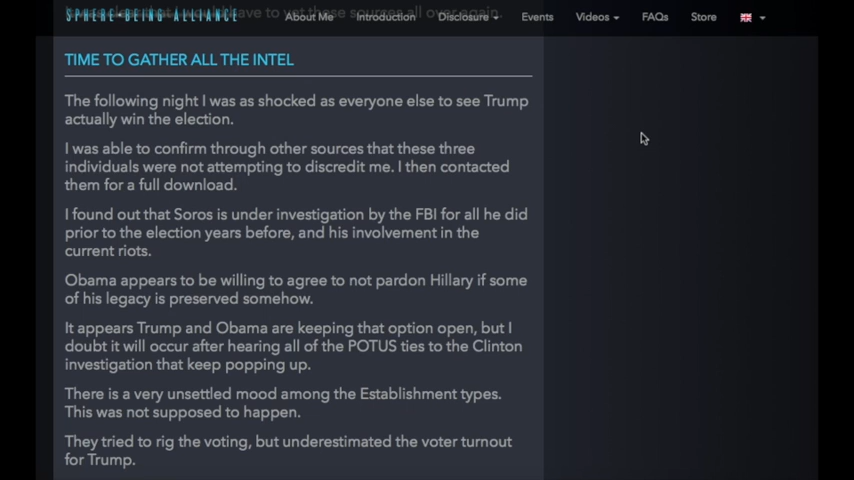 it was clear that I would have to vet these sources all over again.
SPHERE-BEING ALLIANCE
About Me Introduction Disclosure Events Videos FAQs Store
TIME TO GATHER ALL THE INTEL
The following night I was as shocked as everyone else to see Trump
actually win the election.
I was able to confirm through other sources that these three
individuals were not attempting to discredit me. I then contacted
them for a full download.
I found out that Soros is under investigation by the FBI for all he did
prior to the election years before, and his involvement in the
current riots.
Obama appears to be willing to agree to not pardon Hillary if some
of his legacy is preserved somehow.
It appears Trump and Obama are keeping that option open, but I
doubt it will occur after hearing all of the POTUS ties to the Clinton
investigation that keep popping up.
There is a very unsettled mood among the Establishment types.
This was not supposed to happen.
They tried to rig the voting, but underestimated the voter turnout
for Trump.